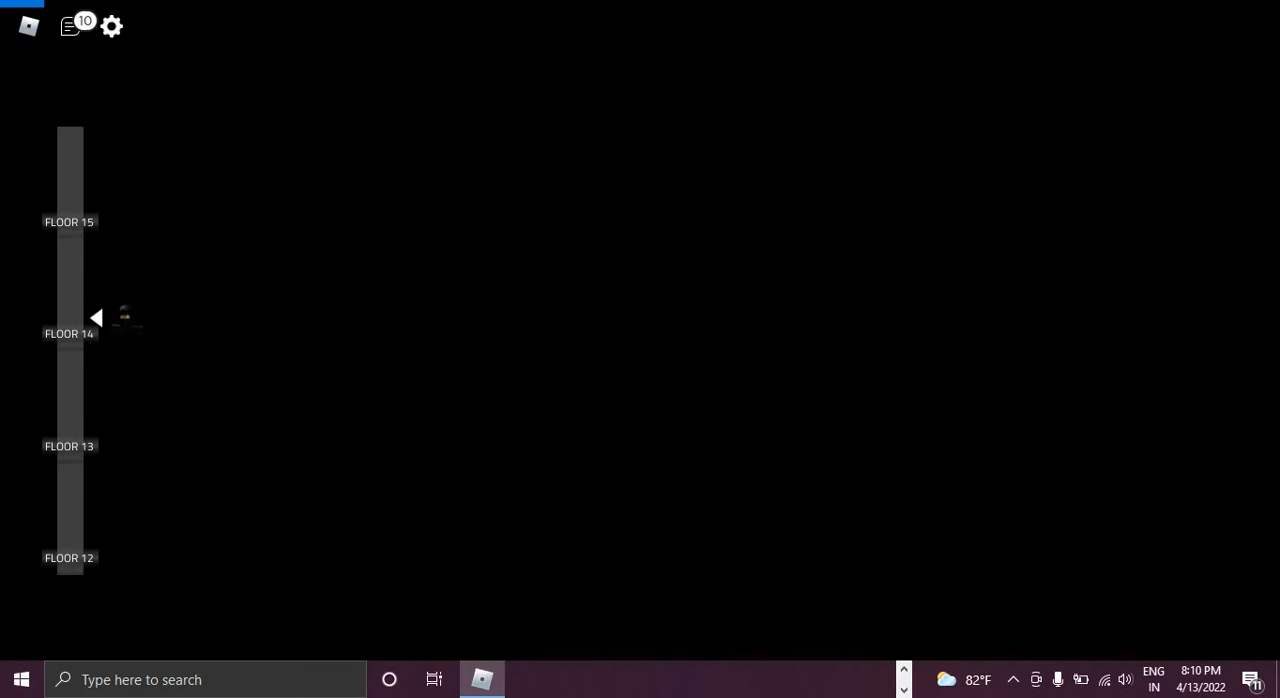 10
FLOOR 15
FLOOR 14
FLOOR 13
FLOOR 12
Type here to search
82°F
ENG
IN
8:10 PM
4/13/2022
11